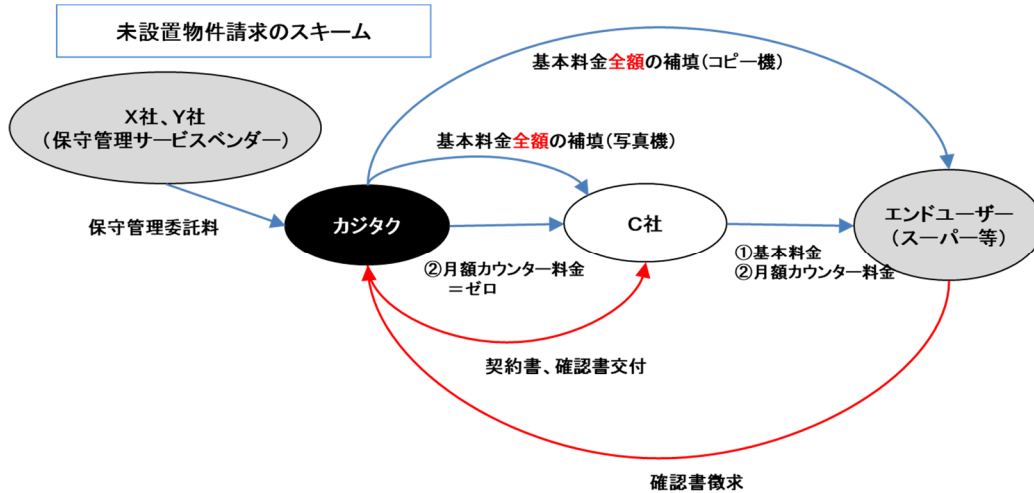 未設置物件請求のスキーム
基本料金全額の補填(コピー機)
X社、Y社
(保守管理サービスベンダー)
基本料金全額の補填(写真機)
保守管理委託料
カジタク
C社
エンドユーザー
(スーパー等)
②月額カウンター料金
=ゼロ
①基本料金
②月額カウンター料金
契約書、確認書交付
確認書徴求